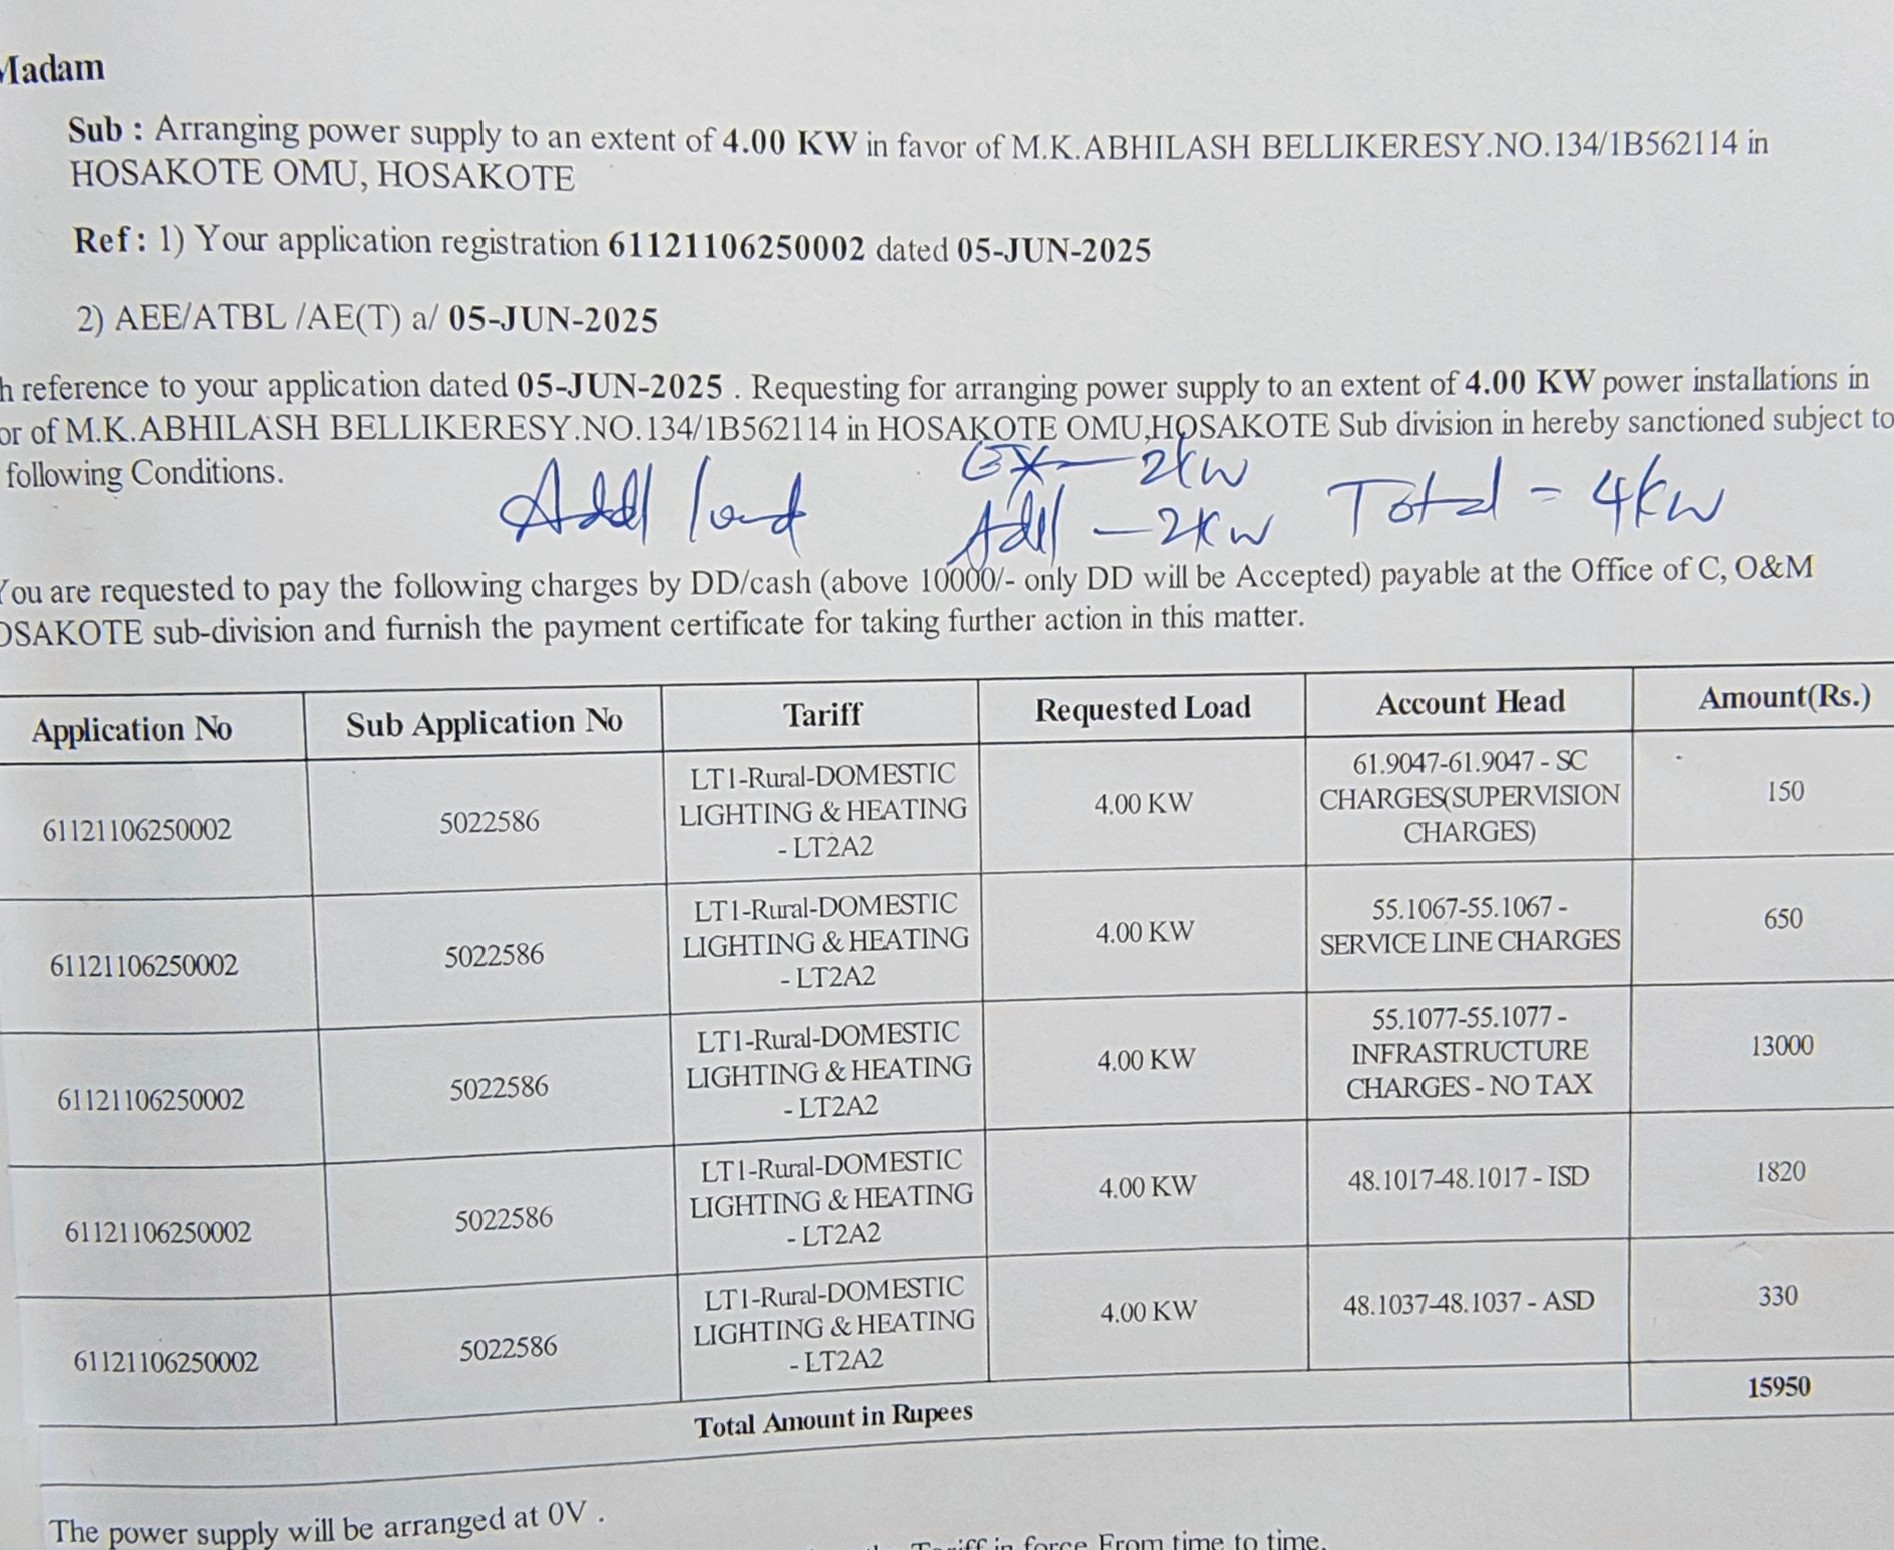 Madam
Sub : Arranging power supply to an extent of 4.00 KW in favor of M.K.ABHILASH BELLIKERESY.NO.134/1B562114 in
HOSAKOTE OMU, HOSAKOTE
Ref : 1) Your application registration 61121106250002 dated 05-JUN-2025
2) AEE/ATBL /AE(T) a/ 05-JUN-2025
h reference to your application dated 05-JUN-2025 . Requesting for arranging power supply to an extent of 4.00 KW power installations in
or of M.K.ABHILASH BELLIKERESY.NO.134/1B562114 in HOSAKOTE OMU,HOSAKOTE Sub division in hereby sanctioned subject to
following Conditions.
Add load Ex - 2kw Total = 4kw
Adl - 2kw
You are requested to pay the following charges by DD/cash (above 10000/- only DD will be Accepted) payable at the Office of C, O&M
OSAKOTE sub-division and furnish the payment certificate for taking further action in this matter.
Application No Sub Application No Tariff Requested Load Account Head Amount(Rs.)
61121106250002 5022586 LT1-Rural-DOMESTIC LIGHTING & HEATING - LT2A2 4.00 KW 61.9047-61.9047 - SC CHARGES(SUPERVISION CHARGES) 150
61121106250002 5022586 LT1-Rural-DOMESTIC LIGHTING & HEATING - LT2A2 4.00 KW 55.1067-55.1067 - SERVICE LINE CHARGES 650
61121106250002 5022586 LT1-Rural-DOMESTIC LIGHTING & HEATING - LT2A2 4.00 KW 55.1077-55.1077 - INFRASTRUCTURE CHARGES - NO TAX 13000
61121106250002 5022586 LT1-Rural-DOMESTIC LIGHTING & HEATING - LT2A2 4.00 KW 48.1017-48.1017 - ISD 1820
61121106250002 5022586 LT1-Rural-DOMESTIC LIGHTING & HEATING - LT2A2 4.00 KW 48.1037-48.1037 - ASD 330
Total Amount in Rupees 15950
The power supply will be arranged at 0V .
Tariff in force From time to time.